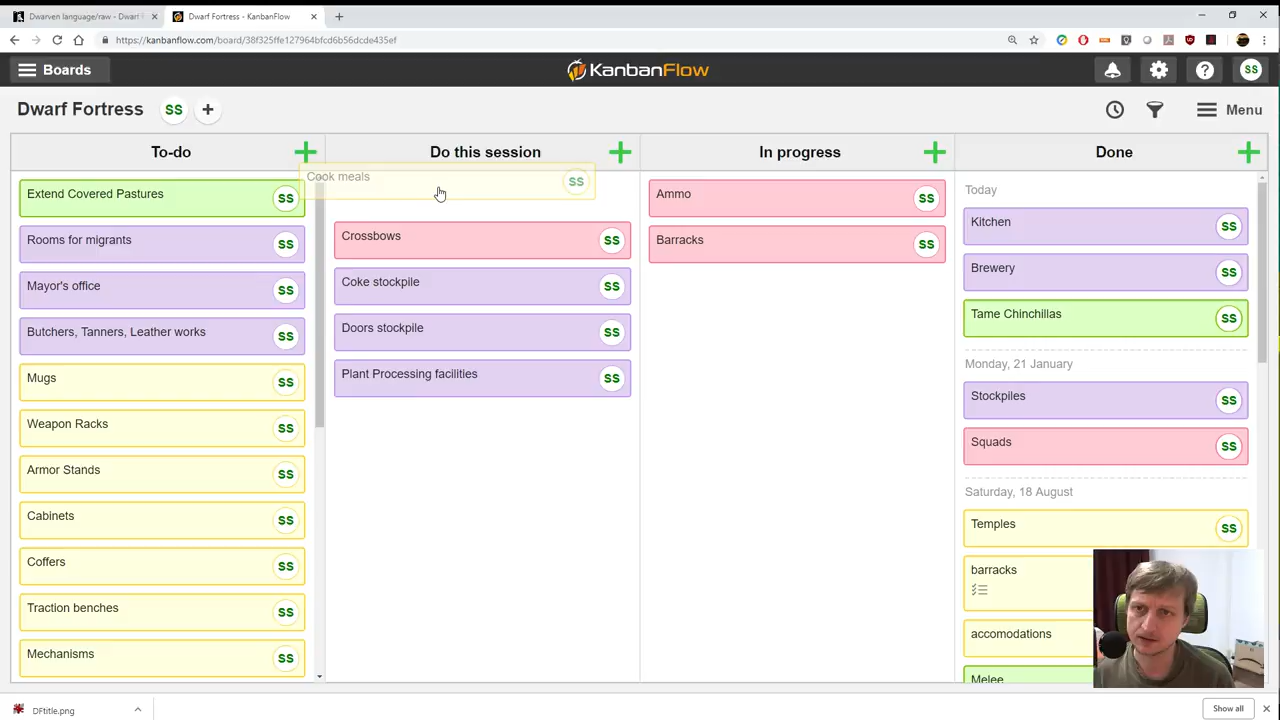 Dwarven language/raw - Dwarf F
Dwarf Fortress - KanbanFlow
https://kanbanflow.com/board/38f325ffe127964bfcd6b56dcde435ef
Boards
KanbanFlow
SS
Dwarf Fortress
SS
Menu
To-do
Do this session
In progress
Done
Extend Covered Pastures
SS
Rooms for migrants
SS
Mayor's office
SS
Butchers, Tanners, Leather works
SS
Mugs
SS
Weapon Racks
SS
Armor Stands
SS
Cabinets
SS
Coffers
SS
Traction benches
SS
Mechanisms
SS
Cook meals
SS
Crossbows
SS
Coke stockpile
SS
Doors stockpile
SS
Plant Processing facilities
SS
Ammo
SS
Barracks
SS
Today
Kitchen
SS
Brewery
SS
Tame Chinchillas
SS
Monday, 21 January
Stockpiles
SS
Squads
SS
Saturday, 18 August
Temples
SS
barracks
accomodations
Melee
DFtitle.png
Show all